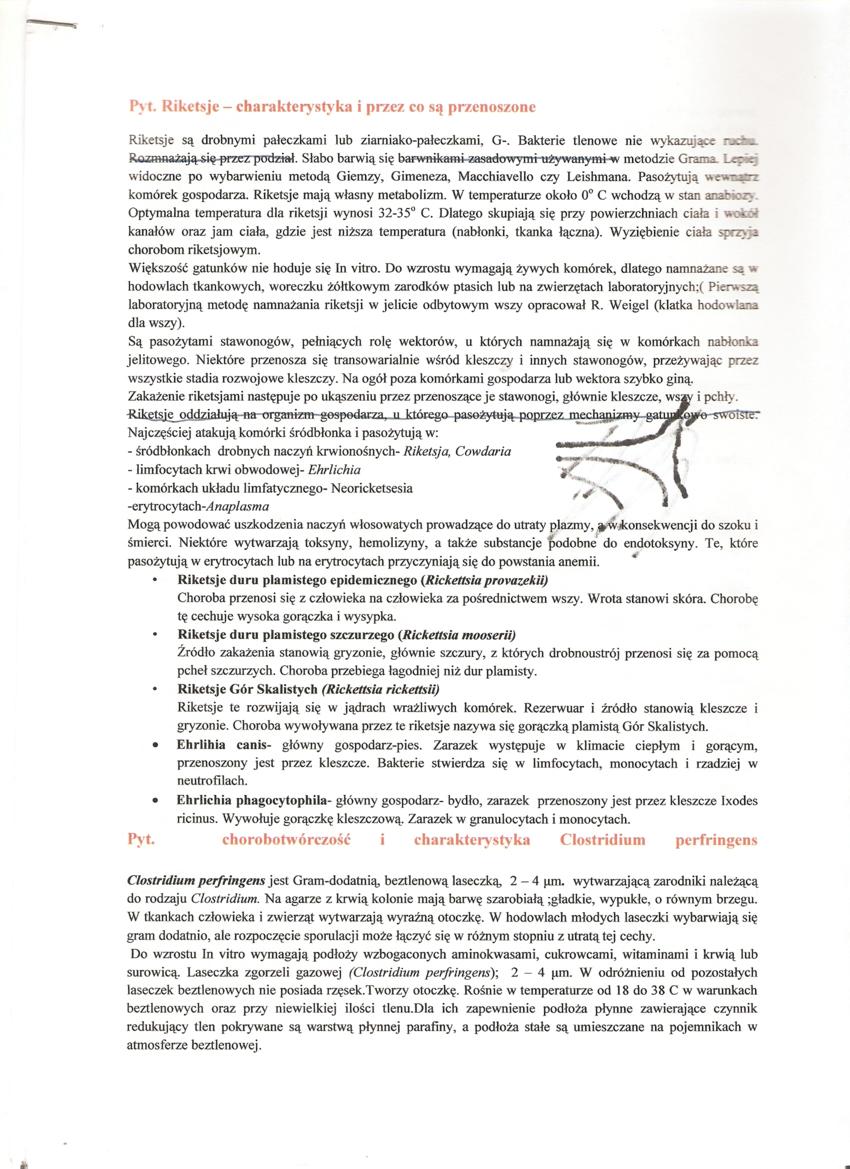 Pyt. Riketsje – charakterystyka i przez co są przenoszone
Riketsje są drobnymi pałeczkami lub ziarniako-pałeczkami, G-. Bakterie tlenowe nie wykazujące ruchu.
Rozmnażają się przez podział. Słabo barwią się barwnikami zasadowymi używanymi w metodzie Grama. Lepiej
widoczne po wybarwieniu metodą Giemzy, Gimeneza, Macchiavello czy Leishmana. Pasożytują wewnątrz
komórek gospodarza. Riketsje mają własny metabolizm. W temperaturze około 0° C wchodzą w stan anabiozy.
Optymalna temperatura dla riketsji wynosi 32-35° C. Dlatego skupiają się przy powierzchniach ciała i wokół
kanałów oraz jam ciała, gdzie jest niższa temperatura (nabłonki, tkanka łączna). Wyziębienie ciała sprzyja
chorobom riketsjowym.
Większość gatunków nie hoduje się In vitro. Do wzrostu wymagają żywych komórek, dlatego namnażane są w
hodowlach tkankowych, woreczku żółtkowym zarodków ptasich lub na zwierzętach laboratoryjnych;( Pierwszą
laboratoryjną metodę namnażania riketsji w jelicie odbytowym wszy opracował R. Weigel (klatka hodowlana
dla wszy).
Są pasożytami stawonogów, pełniących rolę wektorów, u których namnażają się w komórkach nabłonka
jelitowego. Niektóre przenosza się transowarialnie wśród kleszczy i innych stawonogów, przeżywając przez
wszystkie stadia rozwojowe kleszczy. Na ogół poza komórkami gospodarza lub wektora szybko giną.
Zakażenie riketsjami następuje po ukąszeniu przez przenoszące je stawonogi, głównie kleszcze, wszy i pchły.
Riketsje oddziałują na organizm gospodarza, u którego pasożytują poprzez mechanizmy gatunkowo swoiste.
Najczęściej atakują komórki śródbłonka i pasożytują w:
- śródbłonkach drobnych naczyń krwionośnych- Riketsja, Cowdaria
- limfocytach krwi obwodowej- Ehrlichia
- komórkach układu limfatycznego- Neoricketsesia
-erytrocytach-Anaplasma
Mogą powodować uszkodzenia naczyń włosowatych prowadzące do utraty plazmy, a w konsekwencji do szoku i
śmierci. Niektóre wytwarzają toksyny, hemolizyny, a także substancje podobne do endotoksyny. Te, które
pasożytują w erytrocytach lub na erytrocytach przyczyniają się do powstania anemii.
• Riketsje duru plamistego epidemicznego (Rickettsia provazekii)
Choroba przenosi się z człowieka na człowieka za pośrednictwem wszy. Wrota stanowi skóra. Chorobę
tę cechuje wysoka gorączka i wysypka.
• Riketsje duru plamistego szczurzego (Rickettsia mooserii)
Źródło zakażenia stanowią gryzonie, głównie szczury, z których drobnoustrój przenosi się za pomocą
pcheł szczurzych. Choroba przebiega łagodniej niż dur plamisty.
• Riketsje Gór Skalistych (Rickettsia rickettsii)
Riketsje te rozwijają się w jądrach wrażliwych komórek. Rezerwuar i źródło stanowią kleszcze i
gryzonie. Choroba wywoływana przez te riketsje nazywa się gorączką plamistą Gór Skalistych.
• Ehrlihia canis- główny gospodarz-pies. Zarazek występuje w klimacie ciepłym i gorącym,
przenoszony jest przez kleszcze. Bakterie stwierdza się w limfocytach, monocytach i rzadziej w
neutrofilach.
• Ehrlichia phagocytophila- główny gospodarz- bydło, zarazek przenoszony jest przez kleszcze Ixodes
ricinus. Wywołuje gorączkę kleszczową. Zarazek w granulocytach i monocytach.
Pyt. chorobotwórczość i charakterystyka Clostridium perfringens
Clostridium perfringens jest Gram-dodatnią, beztlenową laseczką, 2 – 4 µm. wytwarzającą zarodniki należącą
do rodzaju Clostridium. Na agarze z krwią kolonie mają barwę szarobiałą ;gładkie, wypukłe, o równym brzegu.
W tkankach człowieka i zwierząt wytwarzają wyraźną otoczkę. W hodowlach młodych laseczki wybarwiają się
gram dodatnio, ale rozpoczęcie sporulacji może łączyć się w różnym stopniu z utratą tej cechy.
Do wzrostu In vitro wymagają podłoży wzbogaconych aminokwasami, cukrowcami, witaminami i krwią lub
surowicą. Laseczka zgorzeli gazowej (Clostridium perfringens); 2 – 4 µm. W odróżnieniu od pozostałych
laseczek beztlenowych nie posiada rzęsek.Tworzy otoczkę. Rośnie w temperaturze od 18 do 38 C w warunkach
beztlenowych oraz przy niewielkiej ilości tlenu.Dla ich zapewnienie podłoża płynne zawierające czynnik
redukujący tlen pokrywane są warstwą płynnej parafiny, a podłoża stałe są umieszczane na pojemnikach w
atmosferze beztlenowej.